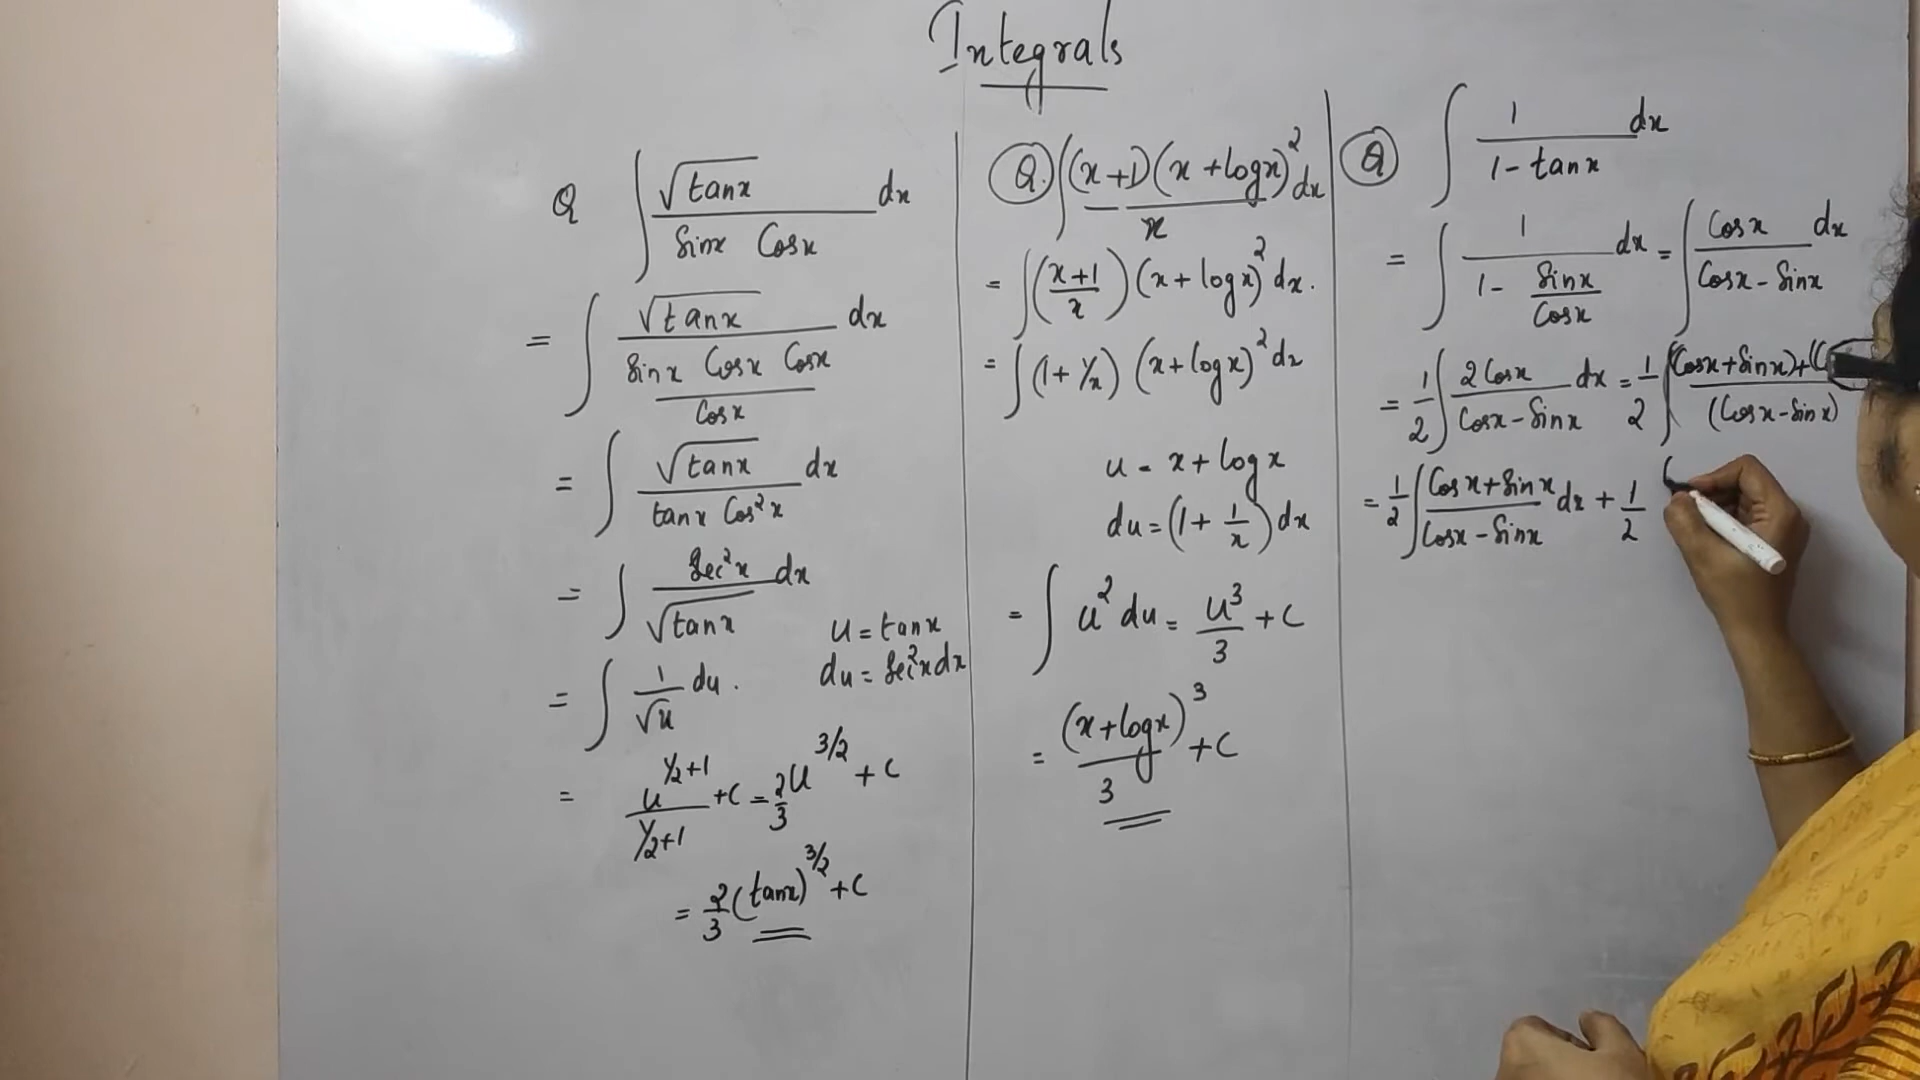 Integrals
Q ∫ √tanx / Sinx Cosx dx
= ∫ √tanx / (Sinx Cosx Cosx / Cosx) dx
= ∫ √tanx / tanx Cos²x dx
= ∫ Sec²x / √tanx dx
u = tanx
du = Sec²x dx
= ∫ 1/√u du.
= u^(1/2+1) / (1/2+1) + C = 2/3 u^(3/2) + C
= 2/3 (tanx)^(3/2) + C
Q. ∫ (x+1)(x+logx)² / x dx
= ∫ ((x+1)/x) (x+logx)² dx.
= ∫ (1+1/x) (x+logx)² dx
u = x+logx
du = (1+1/x) dx
= ∫ u² du = u³/3 + C
= (x+logx)³/3 + C
Q ∫ 1 / (1-tanx) dx
= ∫ 1 / (1 - Sinx/Cosx) dx = ∫ Cosx / (Cosx-Sinx) dx
= 1/2 ∫ 2Cosx / (Cosx-Sinx) dx = 1/2 ∫ (Cosx+Sinx)+( / (Cosx-Sinx)
= 1/2 ∫ (Cosx+Sinx) / (Cosx-Sinx) dx + 1/2